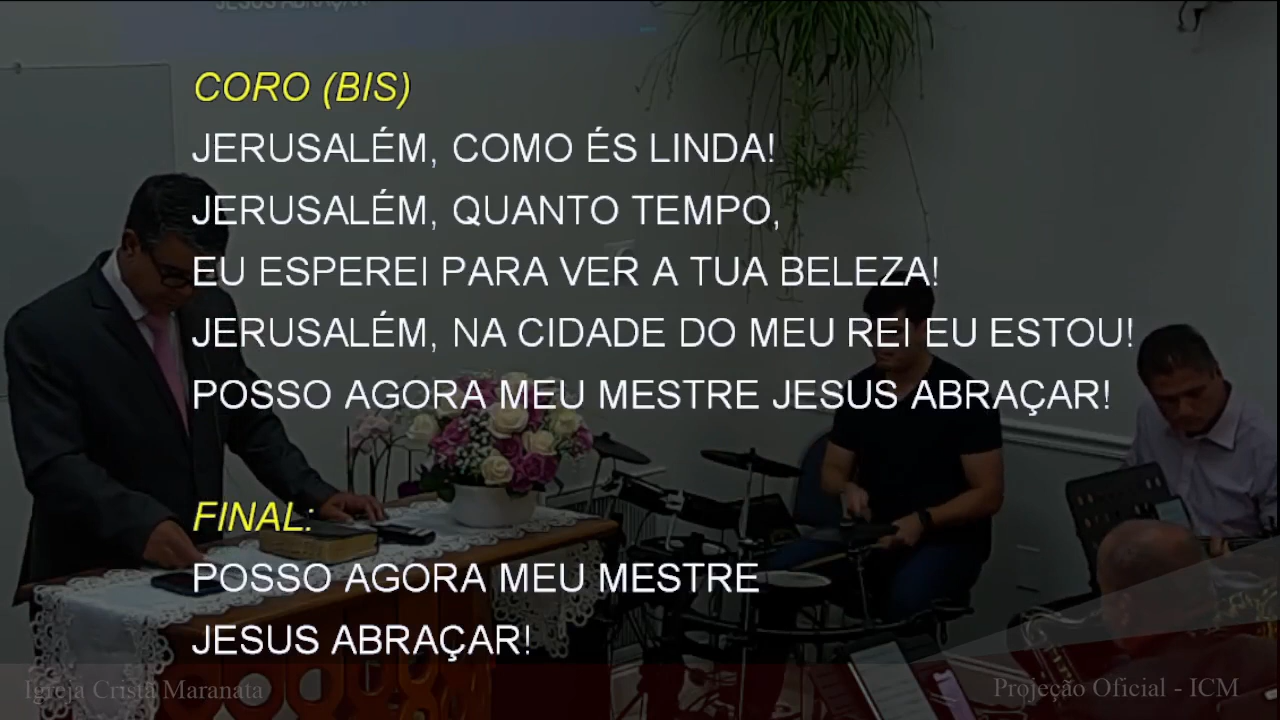 JESUS ABRAÇAR!
CORO (BIS)
JERUSALÉM, COMO ÉS LINDA!
JERUSALÉM, QUANTO TEMPO,
EU ESPEREI PARA VER A TUA BELEZA!
JERUSALÉM, NA CIDADE DO MEU REI EU ESTOU!
POSSO AGORA MEU MESTRE JESUS ABRAÇAR!
FINAL:
POSSO AGORA MEU MESTRE
JESUS ABRAÇAR!
Igreja Cristã Maranata
Projeção Oficial - ICM